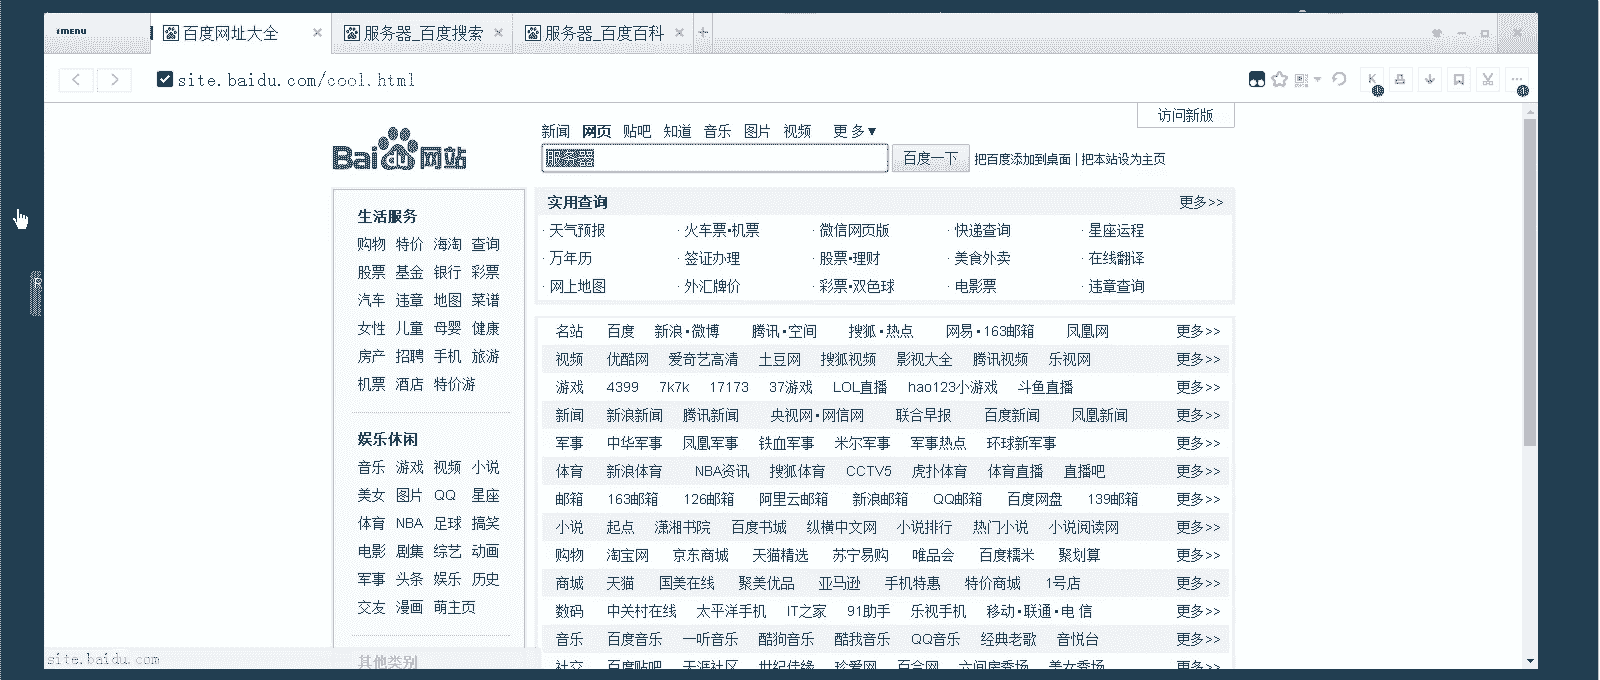 YMENU
百度网址大全 服务器_百度搜索 服务器_百度百科
site.baidu.com/cool.html
访问新版
新闻 网页 贴吧 知道 音乐 图片 视频 更多▼
Bai du 网站
服务器 百度一下 把百度添加到桌面 | 把本站设为主页
生活服务
购物 特价 海淘 查询
股票 基金 银行 彩票
汽车 违章 地图 菜谱
女性 儿童 母婴 健康
房产 招聘 手机 旅游
机票 酒店 特价游
娱乐休闲
音乐 游戏 视频 小说
美女 图片 QQ 星座
体育 NBA 足球 搞笑
电影 剧集 综艺 动画
军事 头条 娱乐 历史
交友 漫画 萌主页
其他类别
实用查询 更多>>
· 天气预报 · 火车票•机票 · 微信网页版 · 快递查询 · 星座运程
· 万年历 · 签证办理 · 股票•理财 · 美食外卖 · 在线翻译
· 网上地图 · 外汇牌价 · 彩票•双色球 · 电影票 · 违章查询
名站 百度 新浪•微博 腾讯•空间 搜狐•热点 网易•163邮箱 凤凰网 更多>>
视频 优酷网 爱奇艺高清 土豆网 搜狐视频 影视大全 腾讯视频 乐视网 更多>>
游戏 4399 7k7k 17173 37游戏 LOL直播 hao123小游戏 斗鱼直播 更多>>
新闻 新浪新闻 腾讯新闻 央视网•网信网 联合早报 百度新闻 凤凰新闻 更多>>
军事 中华军事 凤凰军事 铁血军事 米尔军事 军事热点 环球新军事 更多>>
体育 新浪体育 NBA资讯 搜狐体育 CCTV5 虎扑体育 体育直播 直播吧 更多>>
邮箱 163邮箱 126邮箱 阿里云邮箱 新浪邮箱 QQ邮箱 百度网盘 139邮箱 更多>>
小说 起点 潇湘书院 百度书城 纵横中文网 小说排行 热门小说 小说阅读网 更多>>
购物 淘宝网 京东商城 天猫精选 苏宁易购 唯品会 百度糯米 聚划算 更多>>
商城 天猫 国美在线 聚美优品 亚马逊 手机特惠 特价商城 1号店 更多>>
数码 中关村在线 太平洋手机 IT之家 91助手 乐视手机 移动•联通•电信 更多>>
音乐 百度音乐 一听音乐 酷狗音乐 酷我音乐 QQ音乐 经典老歌 音悦台 更多>>
社交 百度贴吧 天涯社区 世纪佳缘 珍爱网 百合网 六间房秀场 美女秀场 更多>>
site.baidu.com